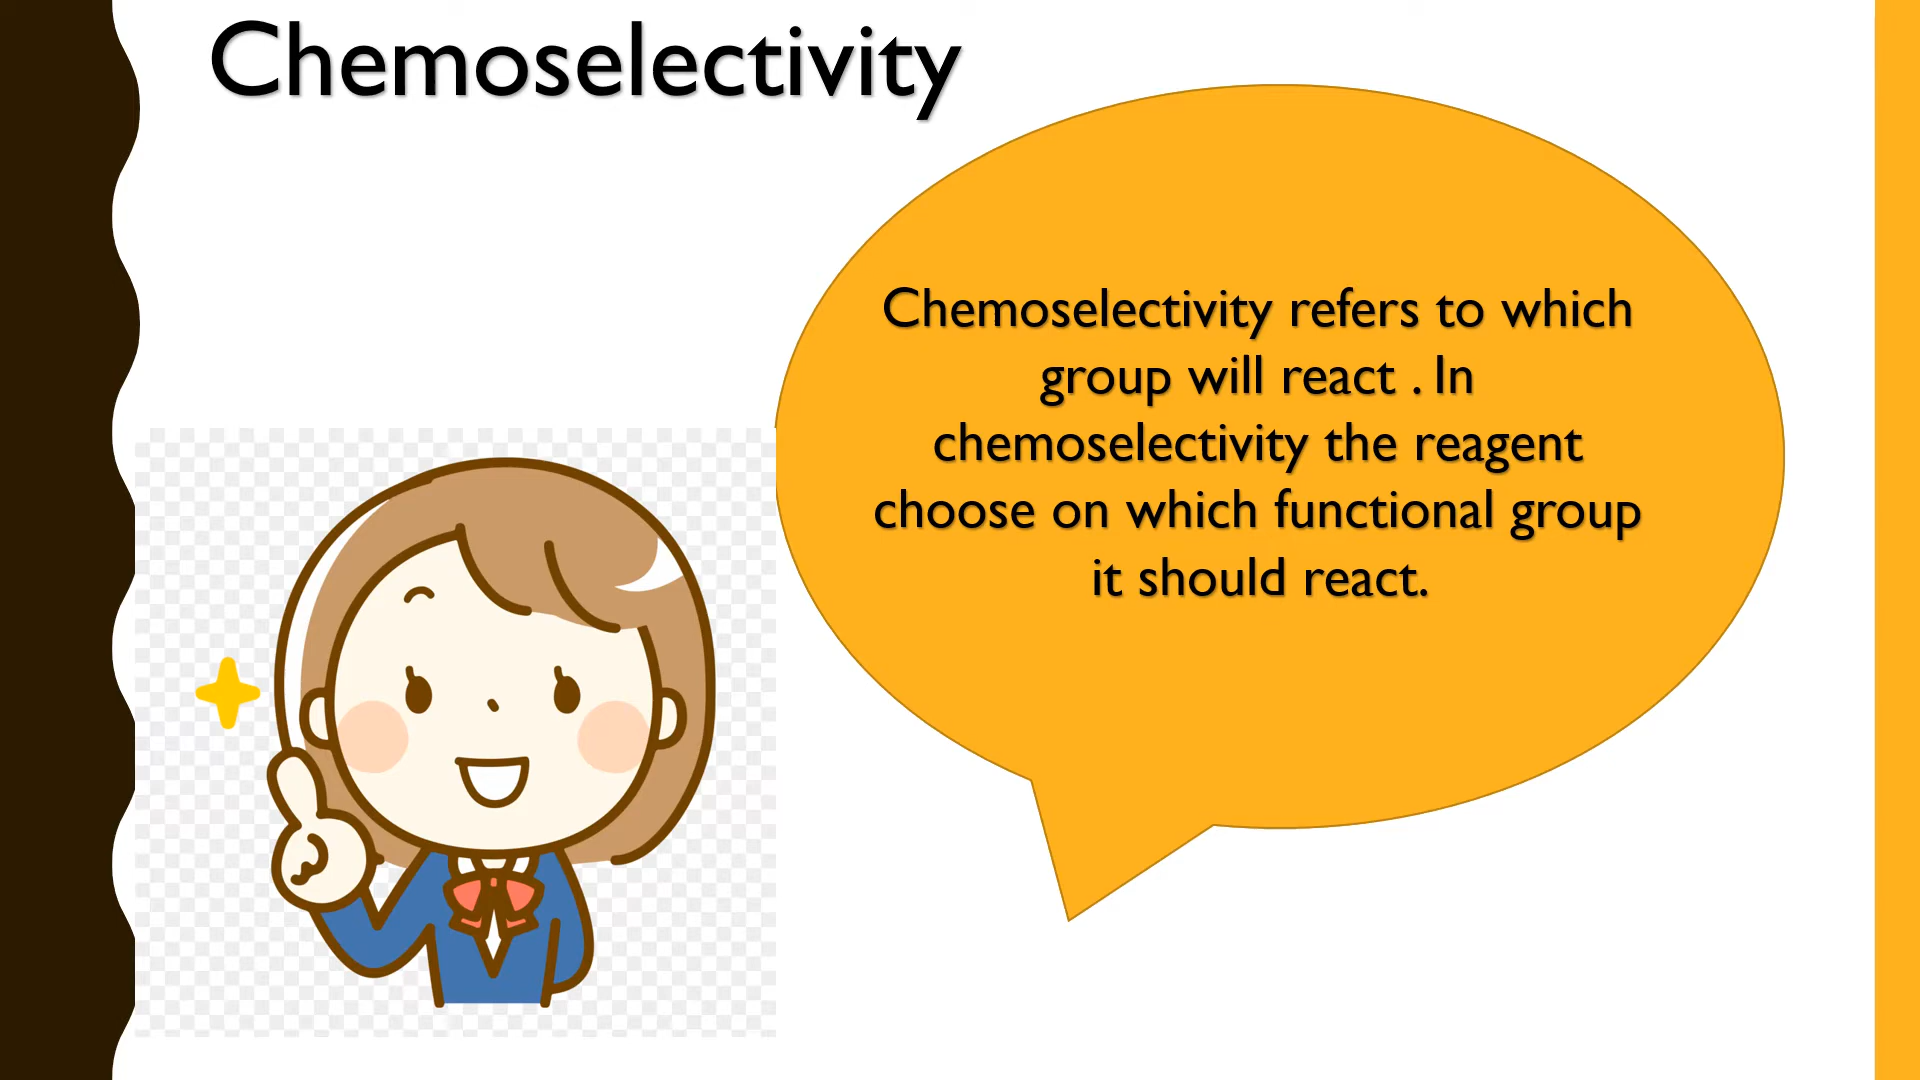 Chemoselectivity
Chemoselectivity refers to which
group will react . In
chemoselectivity the reagent
choose on which functional group
it should react.